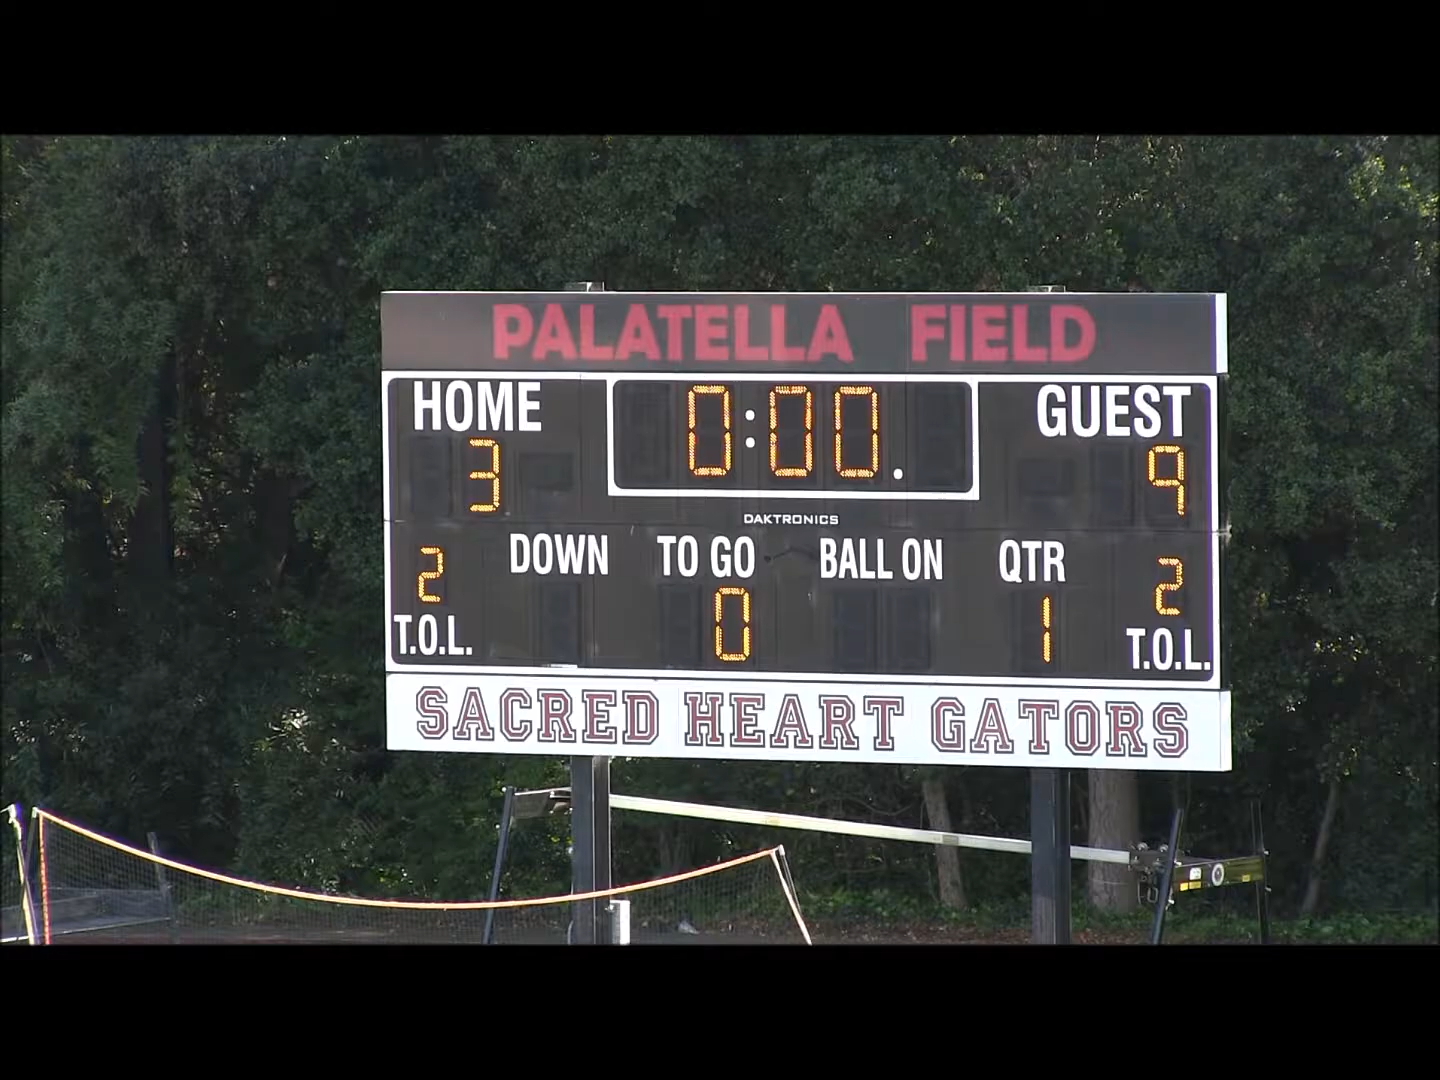 PALATELLA FIELD
HOME 0:00. GUEST
3 9
DAKTRONICS
DOWN TO GO BALL ON QTR
2 0 1 2
T.O.L. T.O.L.
SACRED HEART GATORS